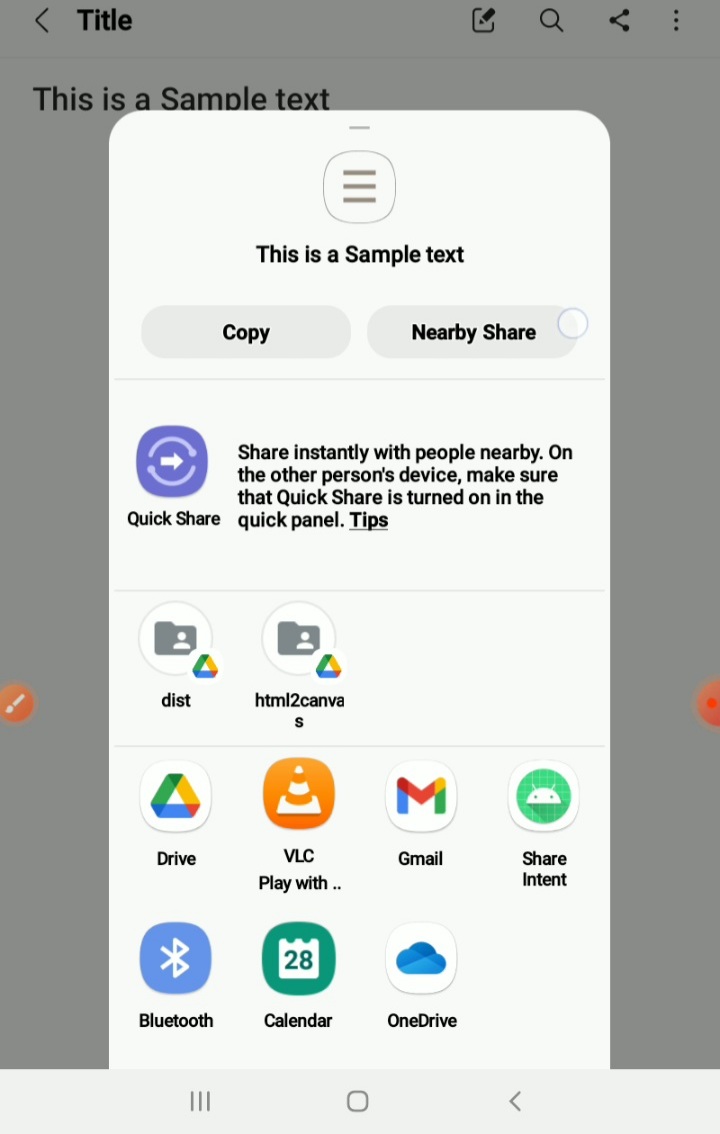 Title
This is a Sample text
This is a Sample text
Copy
Nearby Share
Share instantly with people nearby. On
the other person's device, make sure
that Quick Share is turned on in the
quick panel. Tips
Quick Share
dist
html2canva
s
Drive
VLC
Play with ..
Gmail
Share
Intent
28
Bluetooth
Calendar
OneDrive